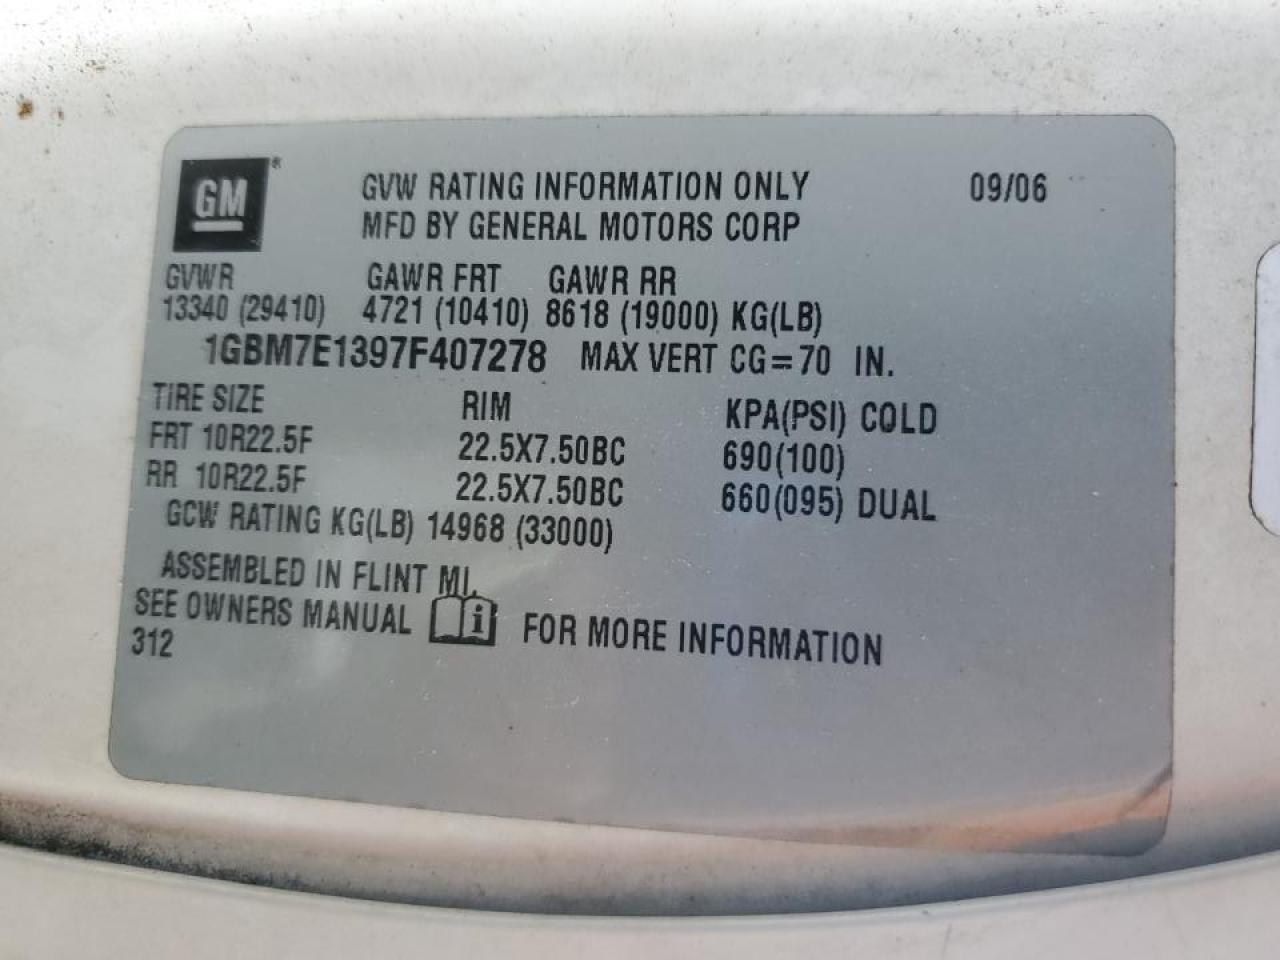 GM®
GVW RATING INFORMATION ONLY 09/06
MFD BY GENERAL MOTORS CORP
GVWR GAWR FRT GAWR RR
13340 (29410) 4721 (10410) 8618 (19000) KG(LB)
1GBM7E1397F407278 MAX VERT CG=70 IN.
TIRE SIZE RIM KPA(PSI) COLD
FRT 10R22.5F 22.5X7.50BC 690(100)
RR 10R22.5F 22.5X7.50BC 660(095) DUAL
GCW RATING KG(LB) 14968 (33000)
ASSEMBLED IN FLINT MI.
SEE OWNERS MANUAL i FOR MORE INFORMATION
312